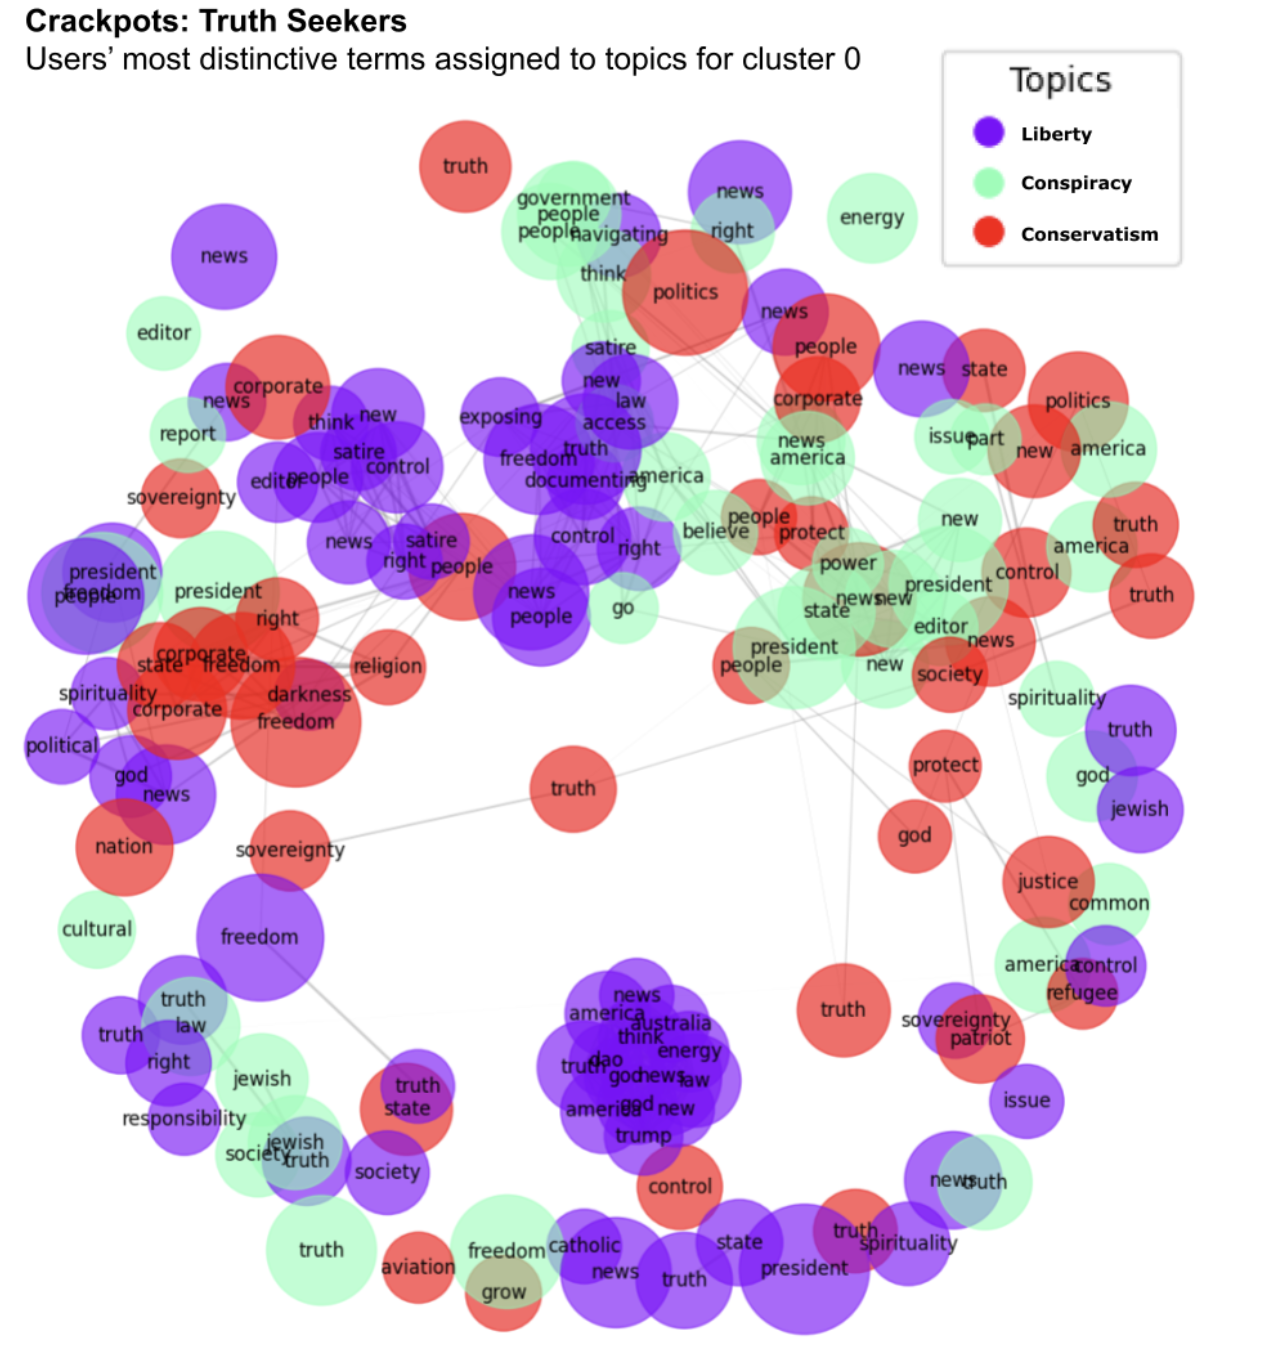 Crackpots: Truth Seekers
Users' most distinctive terms assigned to topics for cluster 0
Topics
Liberty
Conspiracy
Conservatism
truth
government
people
people
navigating
think
news
right
energy
news
politics
editor
news
people
satire
news
state
corporate
news
think
new
report
satire
control
editor
people
sovereignty
exposing
new
law
access
truth
freedom
documenting
america
corporate
news
america
politics
issue
part
new
america
news
satire
right
people
control
right
believe
people
protect
new
truth
america
president
freedom
people
president
right
news
people
go
power
control
president
news
new
state
editor
news
truth
corporate
state
freedom
religion
spirituality
darkness
corporate
freedom
president
people
new
society
spirituality
truth
political
god
news
truth
protect
god
jewish
nation
sovereignty
god
justice
common
cultural
freedom
america
control
refugee
truth
law
truth
right
news
america
australia
think
energy
dao
truth
god
news
law
god
america
new
trump
truth
sovereignty
patriot
jewish
truth
state
issue
responsibility
jewish
society
truth
society
control
news
truth
truth
freedom
catholic
state
truth
spirituality
aviation
grow
news
truth
president